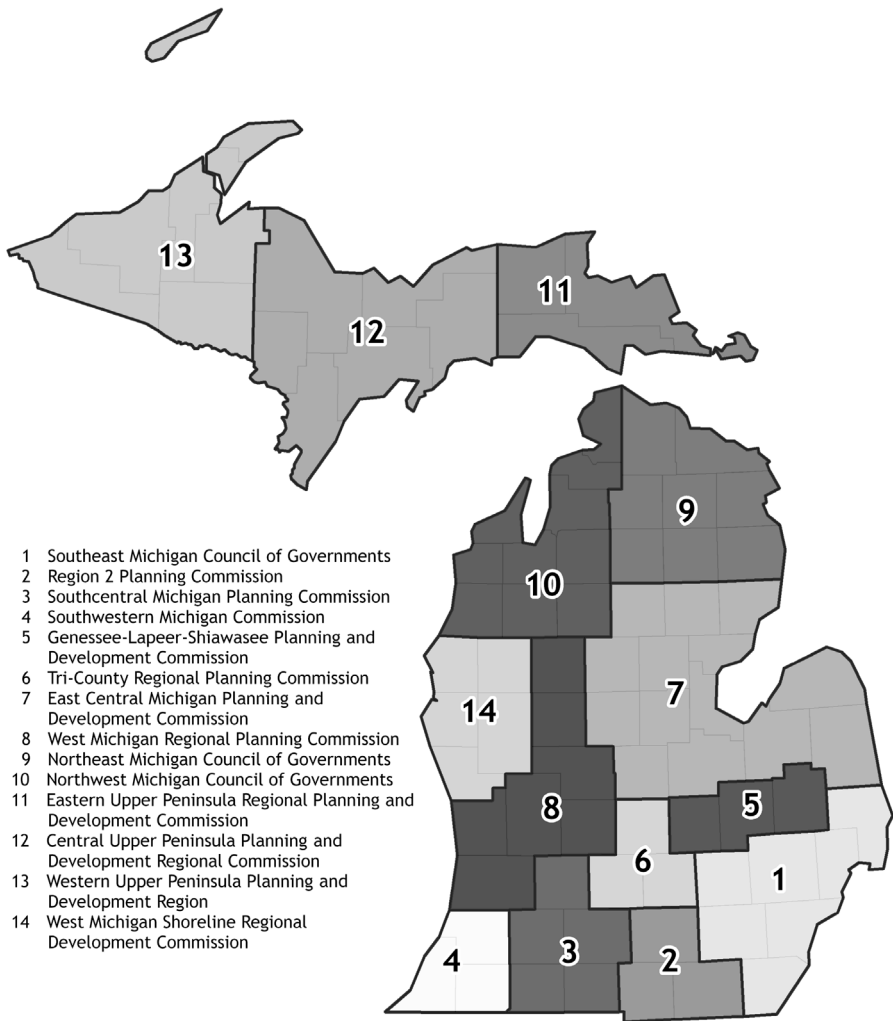 13
11
12
9
10
7
14
8
5
6
1
4
3
2
1 Southeast Michigan Council of Governments
2 Region 2 Planning Commission
3 Southcentral Michigan Planning Commission
4 Southwestern Michigan Commission
5 Genessee-Lapeer-Shiawasee Planning and
Development Commission
6 Tri-County Regional Planning Commission
7 East Central Michigan Planning and
Development Commission
8 West Michigan Regional Planning Commission
9 Northeast Michigan Council of Governments
10 Northwest Michigan Council of Governments
11 Eastern Upper Peninsula Regional Planning and
Development Commission
12 Central Upper Peninsula Planning and
Development Regional Commission
13 Western Upper Peninsula Planning and
Development Region
14 West Michigan Shoreline Regional
Development Commission